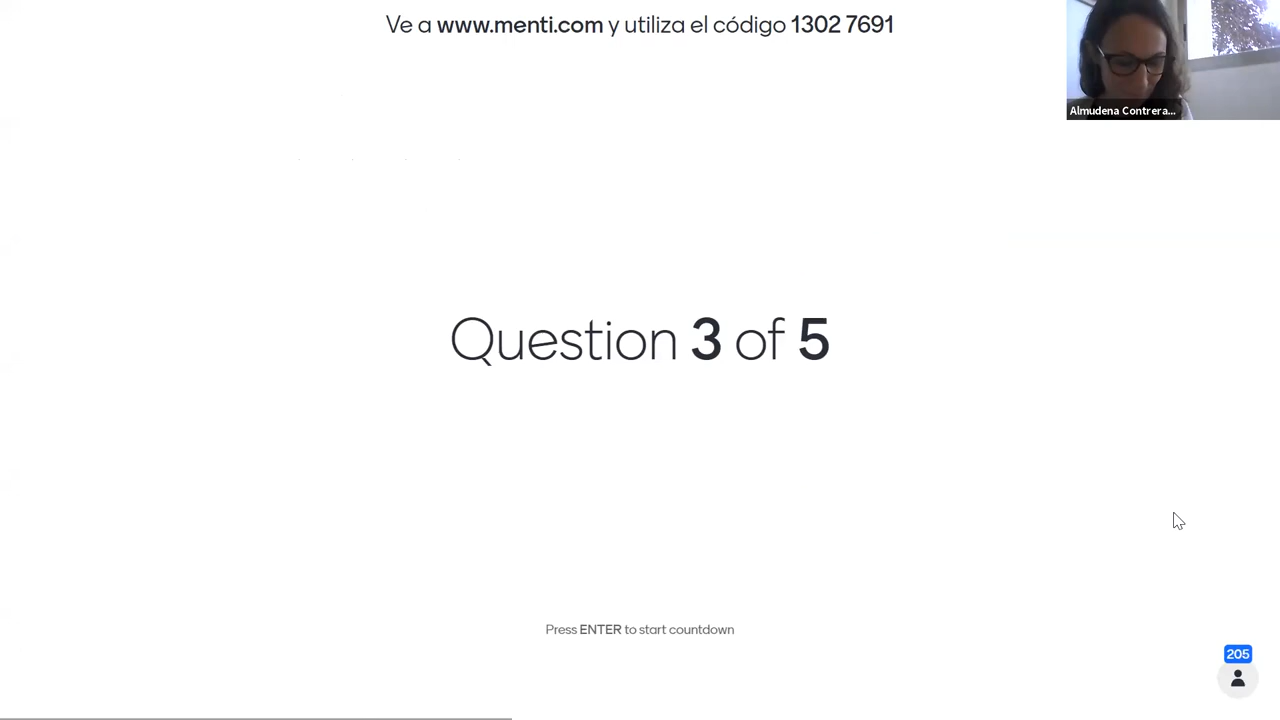 Ve a www.menti.com y utiliza el código 1302 7691
Almudena Contrera...
Question 3 of 5
Press ENTER to start countdown
205